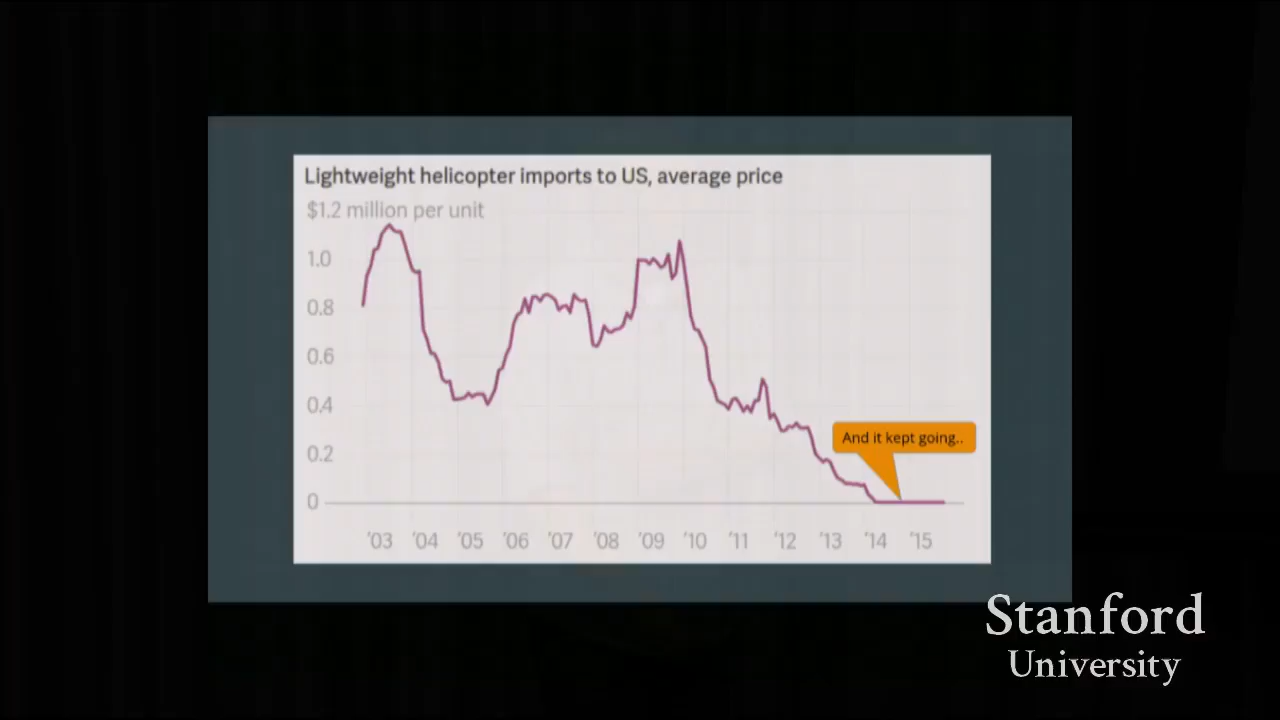 Lightweight helicopter imports to US, average price
$1.2 million per unit
1.0
0.8
0.6
0.4
And it kept going..
0.2
0
'03 '04 '05 '06 '07 '08 '09 '10 '11 '12 '13 '14 '15
Stanford
University